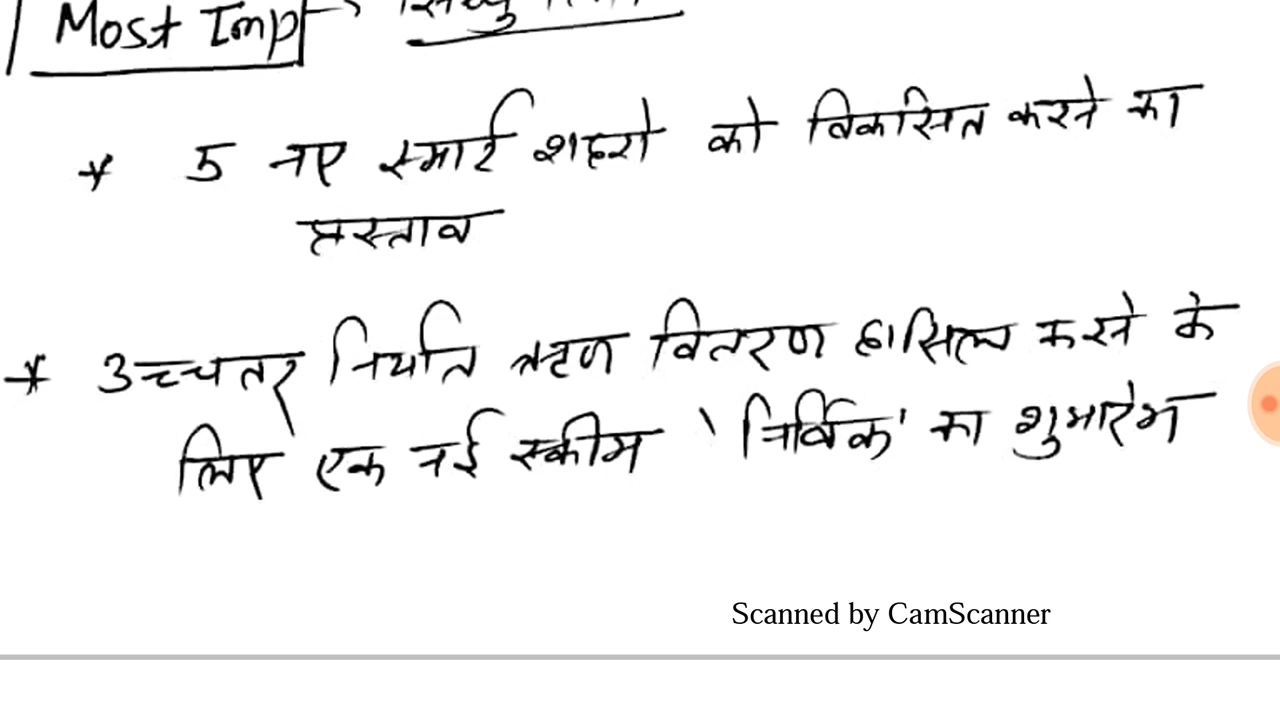 Most Imp
* 5 नए स्मार्ट शहरो को विकसित करने का
प्रस्ताव
* उच्चतर निर्यात ऋण वितरण हासिल करने के
लिए एक नई स्कीम 'निर्विक' का शुभारंभ
Scanned by CamScanner